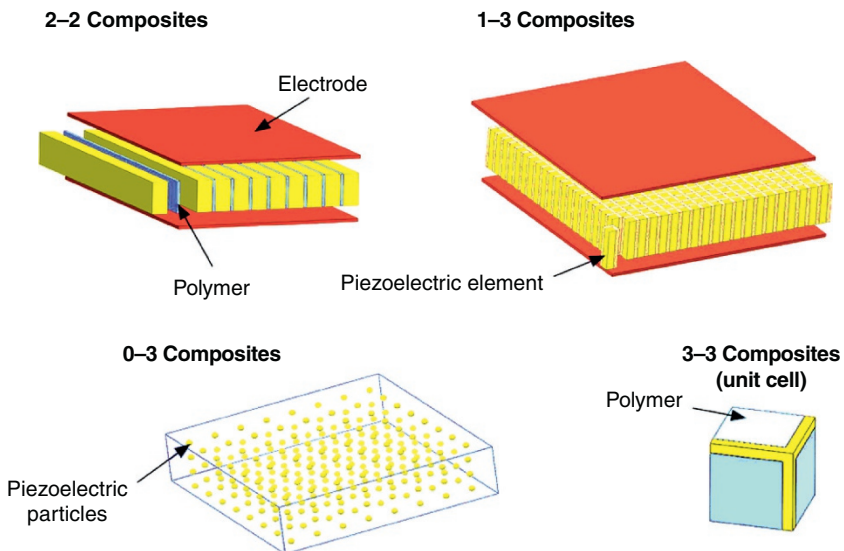 2–2 Composites
1–3 Composites
Electrode
Polymer
Piezoelectric element
0–3 Composites
3–3 Composites
(unit cell)
Polymer
Piezoelectric
particles